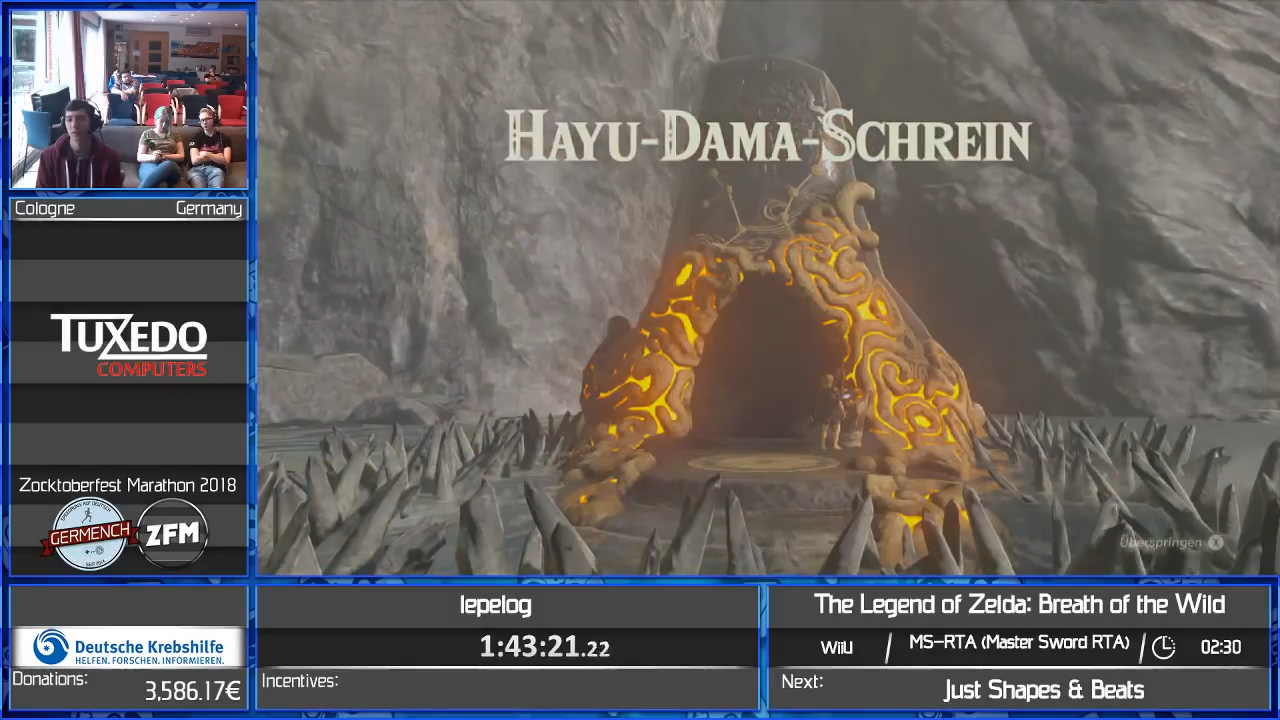 HAYU-DAMA-SCHREIN
Cologne Germany
TUXEDO
COMPUTERS
Zocktoberfest Marathon 2018
GERMENCH
ZFM
Überspringen X
Deutsche Krebshilfe
HELFEN. FORSCHEN. INFORMIEREN.
Donations:
3,586.17€
lepelog
1:43:21.22
Incentives:
The Legend of Zelda: Breath of the Wild
WiiU / MS-RTA (Master Sword RTA) / 02:30
Next:
Just Shapes & Beats